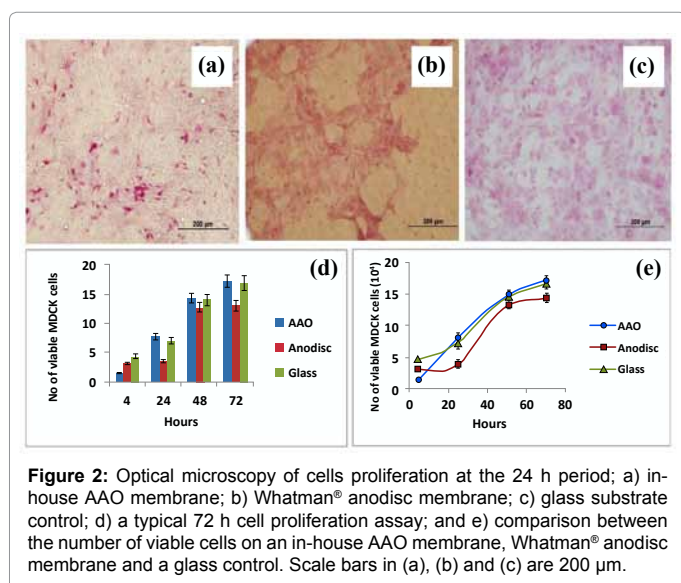 (a)
(b)
(c)
200 μm
No of viable MDCK cells
20
15
10
5
0
4
24
48
72
Hours
AAO
Anodisc
Glass
(d)
No of viable MDCK cells (10⁴)
20
15
10
5
0
0
20
40
60
80
Hours
AAO
Anodisc
Glass
(e)
Figure 2: Optical microscopy of cells proliferation at the 24 h period; a) in-
house AAO membrane; b) Whatman® anodisc membrane; c) glass substrate
control; d) a typical 72 h cell proliferation assay; and e) comparison between
the number of viable cells on an in-house AAO membrane, Whatman® anodisc
membrane and a glass control. Scale bars in (a), (b) and (c) are 200 μm.